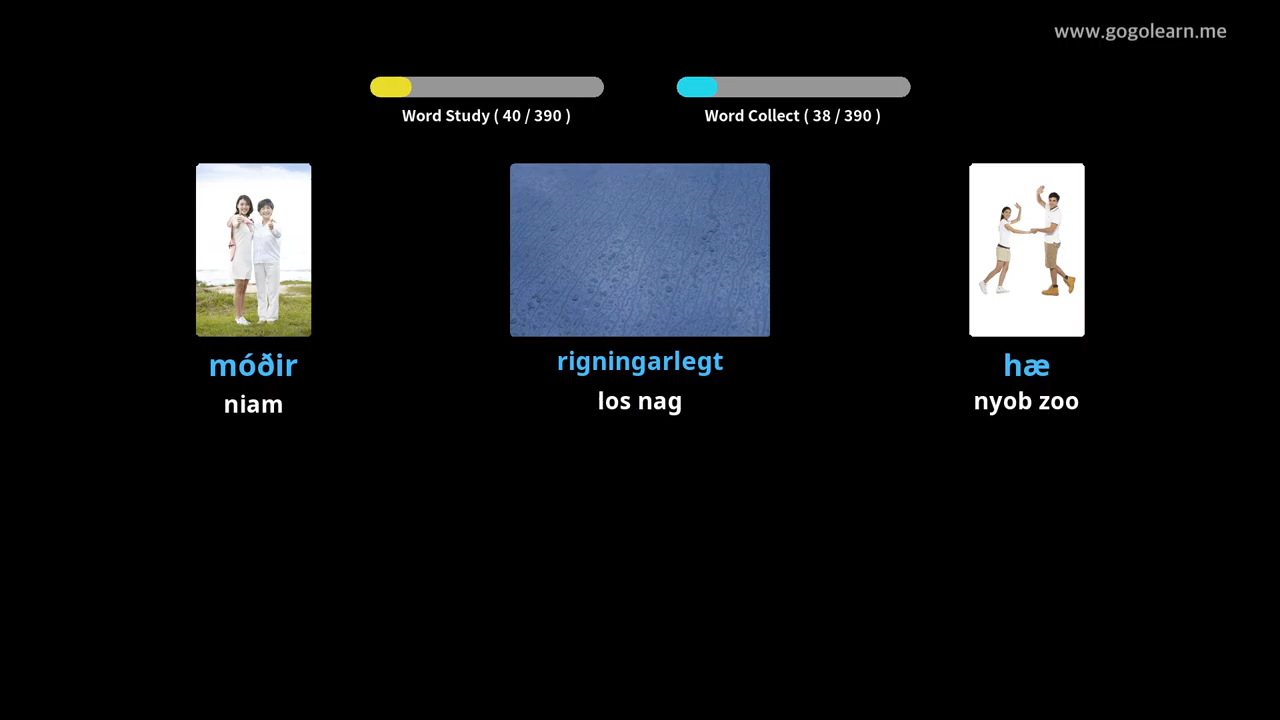 www.gogolearn.me
Word Study ( 40 / 390 )
Word Collect ( 38 / 390 )
móðir
niam
rigningarlegt
los nag
hæ
nyob zoo